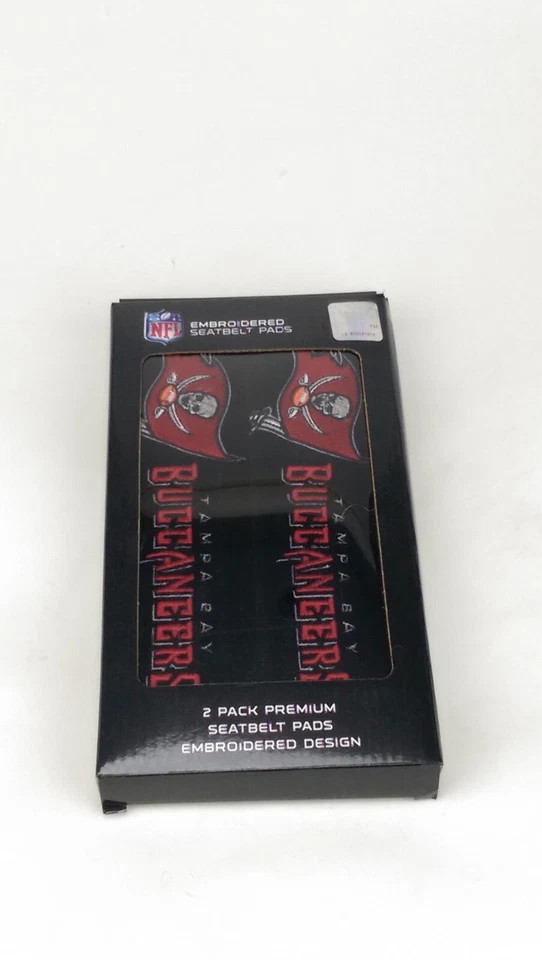 NFL
EMBROIDERED
SEATBELT PADS
TAMPA BAY
BUCCANEERS
TAMPA BAY
BUCCANEERS
2 PACK PREMIUM
SEATBELT PADS
EMBROIDERED DESIGN